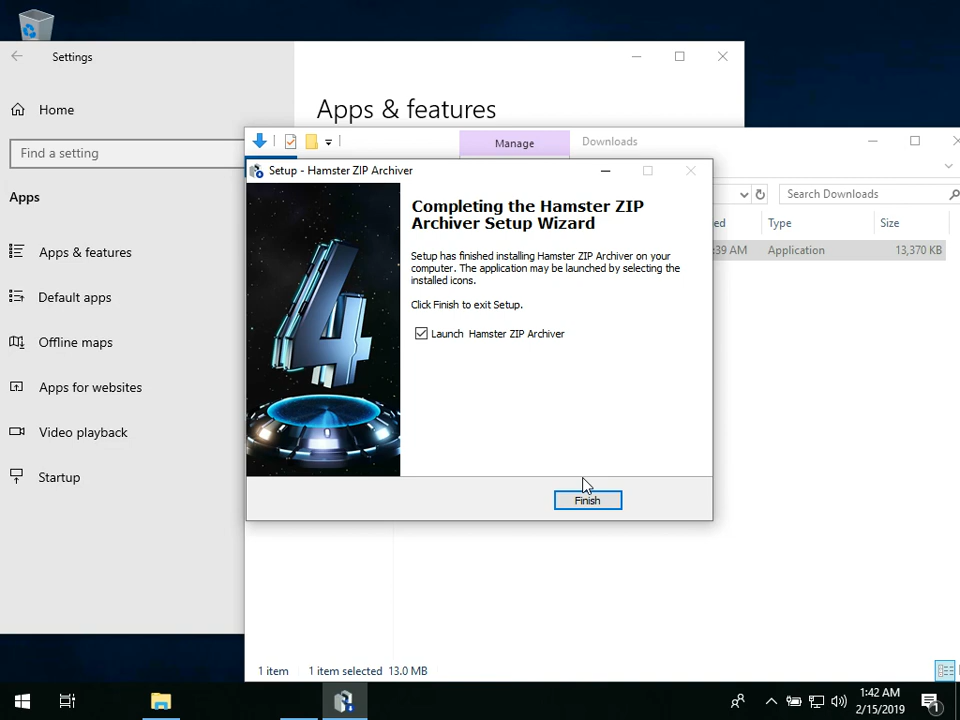 Settings
Home
Find a setting
Apps
Apps & features
Default apps
Offline maps
Apps for websites
Video playback
Startup
Apps & features
Manage
Downloads
Search Downloads
Type
Size
:39 AM
Application
13,370 KB
Setup - Hamster ZIP Archiver
Completing the Hamster ZIP
Archiver Setup Wizard
Setup has finished installing Hamster ZIP Archiver on your
computer. The application may be launched by selecting the
installed icons.
Click Finish to exit Setup.
Launch Hamster ZIP Archiver
4
Finish
1 item
1 item selected 13.0 MB
1:42 AM
2/15/2019
1